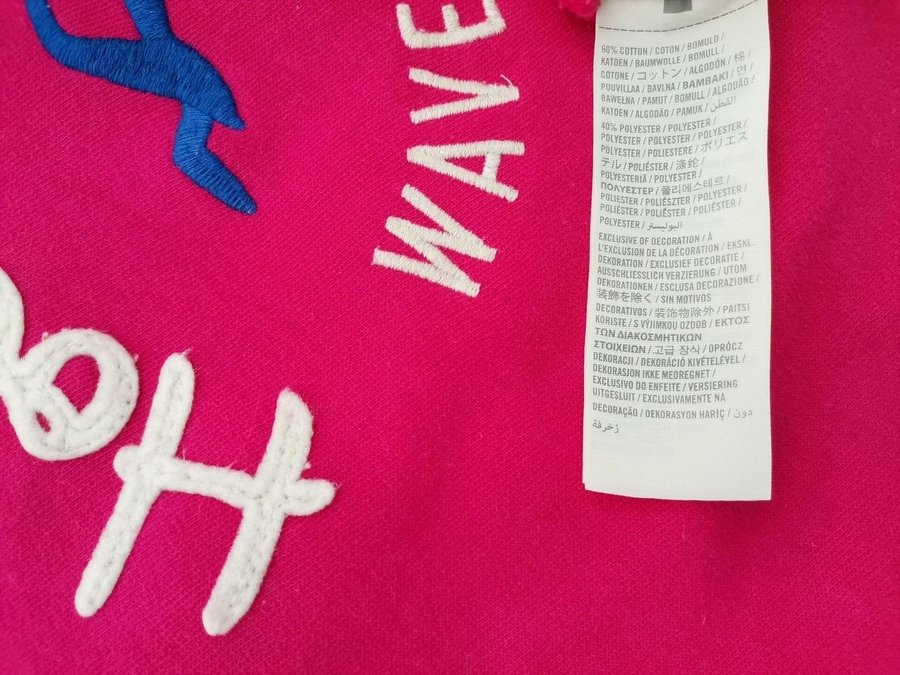 WAVE
H
60% COTTON / COTON / BOMULD /
KATOEN / BAUMWOLLE / BOMULL /
COTONE / コットン / ALGODÓN / 棉 /
PUUVILLAA / BAVLNA / ΒΑΜΒΑΚΙ / 면 /
BAWEŁNA / PAMUT / BOMULL / ALGODÃO /
KATOEN / ALGODÃO / PAMUK / القطن
40% POLYESTER / POLYESTER /
POLYESTER / POLYESTER / POLYESTER /
POLYESTER / POLIESTERE / ポリエス
テル / POLIÉSTER / 涤纶 /
POLYESTERIÄ / POLYESTER /
ΠΟΛΥΕΣΤΕΡ / 폴리에스테르 /
POLIESTER / POLIÉSZTER / POLYESTER /
POLIÉSTER / POLIËSTER / POLIÉSTER /
POLYESTER / البوليستر
EXCLUSIVE OF DECORATION / À
L'EXCLUSION DE LA DÉCORATION / EKSKL.
DEKORATION / EXCLUSIEF DECORATIE /
AUSSCHLIESSLICH VERZIERUNG / UTOM
DEKORATIONEN / ESCLUSA DECORAZIONE /
装飾を除く / SIN MOTIVOS
DECORATIVOS / 装饰物除外 / PAITSI
KORISTE / S VÝJIMKOU OZDOB / ΕΚΤΟΣ
ΤΩΝ ΔΙΑΚΟΣΜΗΤΙΚΩΝ
ΣΤΟΙΧΕΙΩΝ / 고급 장식 / OPRÓCZ
DEKORACJI / DEKORÁCIÓ KIVÉTELÉVEL /
DEKORASJON IKKE MEDREGNET /
EXCLUSIVO DO ENFEITE / VERSIERING
UITGESLUIT / EXCLUSIVAMENTE NA
DECORAÇÃO / DEKORASYON HARİÇ / دون
زخرفة